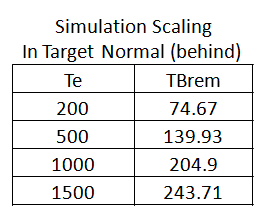 Simulation Scaling
In Target Normal (behind)
Te TBrem
200 74.67
500 139.93
1000 204.9
1500 243.71